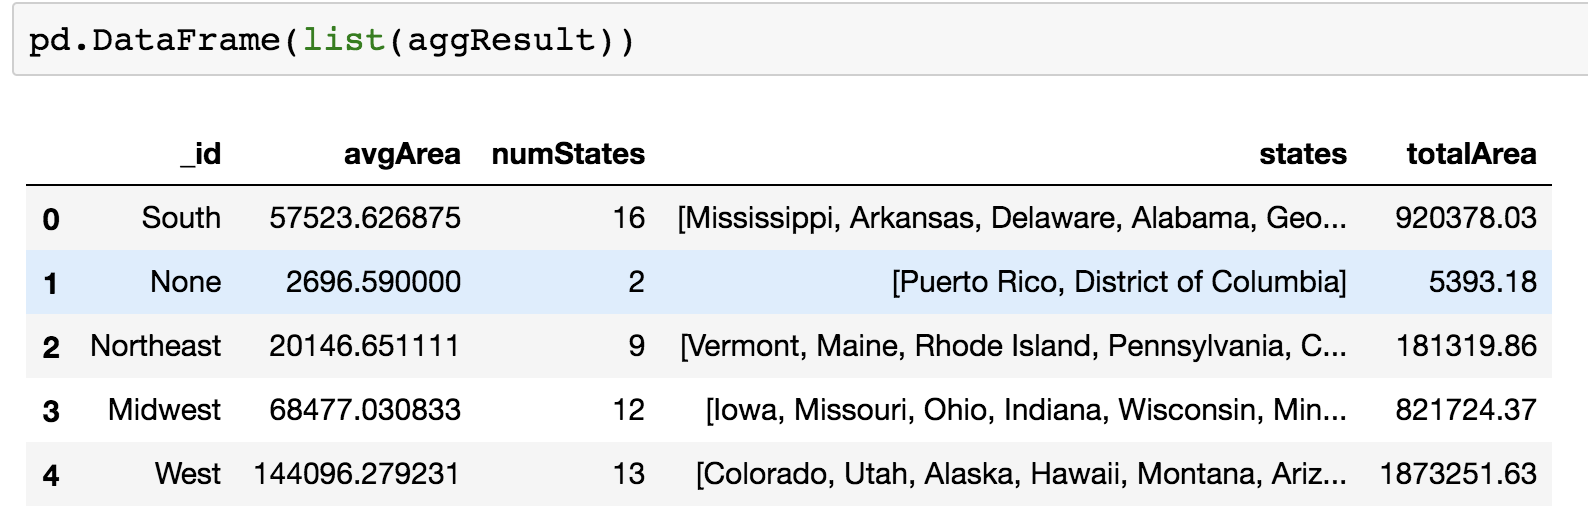 pd.DataFrame(list(aggResult))
_id avgArea numStates states totalArea
0 South 57523.626875 16 [Mississippi, Arkansas, Delaware, Alabama, Geo... 920378.03
1 None 2696.590000 2 [Puerto Rico, District of Columbia] 5393.18
2 Northeast 20146.651111 9 [Vermont, Maine, Rhode Island, Pennsylvania, C... 181319.86
3 Midwest 68477.030833 12 [Iowa, Missouri, Ohio, Indiana, Wisconsin, Min... 821724.37
4 West 144096.279231 13 [Colorado, Utah, Alaska, Hawaii, Montana, Ariz... 1873251.63